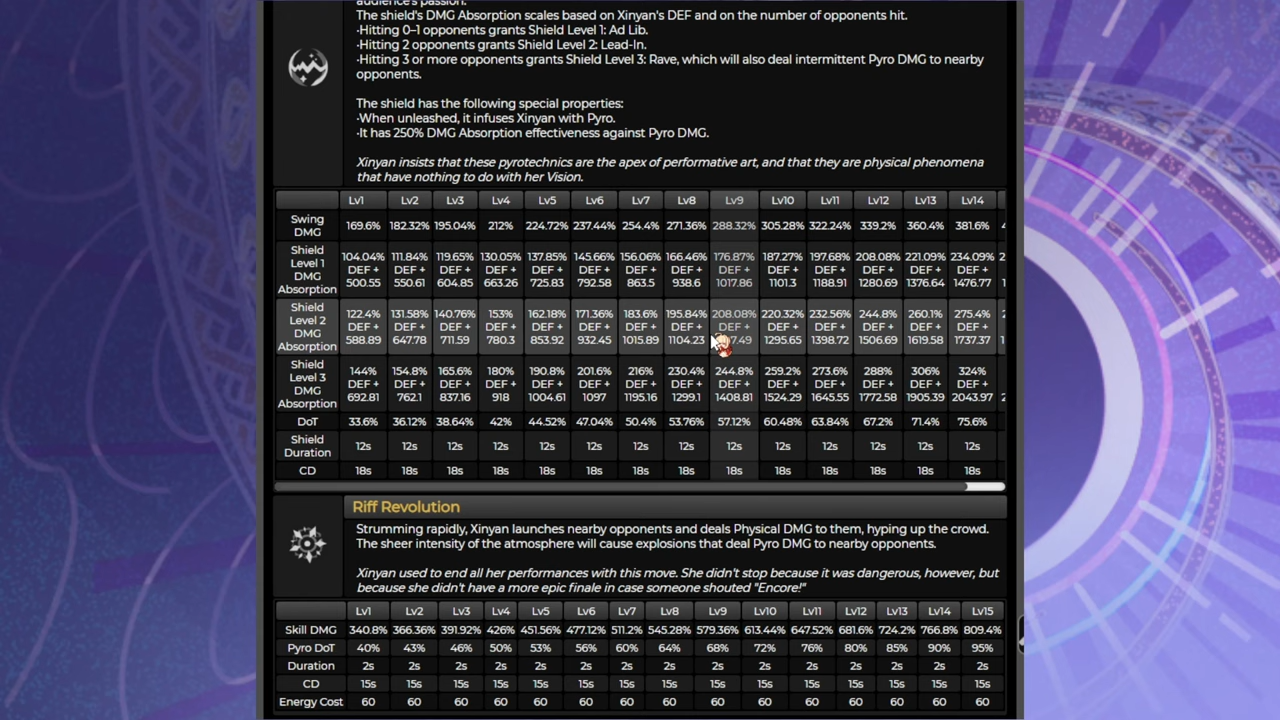 audience's passion.
The shield's DMG Absorption scales based on Xinyan's DEF and on the number of opponents hit.
·Hitting 0–1 opponents grants Shield Level 1: Ad Lib.
·Hitting 2 opponents grants Shield Level 2: Lead-In.
·Hitting 3 or more opponents grants Shield Level 3: Rave, which will also deal intermittent Pyro DMG to nearby
opponents.
The shield has the following special properties:
·When unleashed, it infuses Xinyan with Pyro.
·It has 250% DMG Absorption effectiveness against Pyro DMG.
Xinyan insists that these pyrotechnics are the apex of performative art, and that they are physical phenomena
that have nothing to do with her Vision.
Lv1 Lv2 Lv3 Lv4 Lv5 Lv6 Lv7 Lv8 Lv9 Lv10 Lv11 Lv12 Lv13 Lv14
Swing
DMG 169.6% 182.32% 195.04% 212% 224.72% 237.44% 254.4% 271.36% 288.32% 305.28% 322.24% 339.2% 360.4% 381.6%
Shield
Level 1
DMG
Absorption
104.04% 111.84% 119.65% 130.05% 137.85% 145.66% 156.06% 166.46% 176.87% 187.27% 197.68% 208.08% 221.09% 234.09%
DEF + DEF + DEF + DEF + DEF + DEF + DEF + DEF + DEF + DEF + DEF + DEF + DEF + DEF +
500.55 550.61 604.85 663.26 725.83 792.58 863.5 938.6 1017.86 1101.3 1188.91 1280.69 1376.64 1476.77
Shield
Level 2
DMG
Absorption
122.4% 131.58% 140.76% 153% 162.18% 171.36% 183.6% 195.84% 208.08% 220.32% 232.56% 244.8% 260.1% 275.4%
DEF + DEF + DEF + DEF + DEF + DEF + DEF + DEF + DEF + DEF + DEF + DEF + DEF + DEF +
588.89 647.78 711.59 780.3 853.92 932.45 1015.89 1104.23 7.49 1295.65 1398.72 1506.69 1619.58 1737.37
Shield
Level 3
DMG
Absorption
144% 154.8% 165.6% 180% 190.8% 201.6% 216% 230.4% 244.8% 259.2% 273.6% 288% 306% 324%
DEF + DEF + DEF + DEF + DEF + DEF + DEF + DEF + DEF + DEF + DEF + DEF + DEF + DEF +
692.81 762.1 837.16 918 1004.61 1097 1195.16 1299.1 1408.81 1524.29 1645.55 1772.58 1905.39 2043.97
DoT 33.6% 36.12% 38.64% 42% 44.52% 47.04% 50.4% 53.76% 57.12% 60.48% 63.84% 67.2% 71.4% 75.6%
Shield
Duration 12s 12s 12s 12s 12s 12s 12s 12s 12s 12s 12s 12s 12s 12s
CD 18s 18s 18s 18s 18s 18s 18s 18s 18s 18s 18s 18s 18s 18s
Riff Revolution
Strumming rapidly, Xinyan launches nearby opponents and deals Physical DMG to them, hyping up the crowd.
The sheer intensity of the atmosphere will cause explosions that deal Pyro DMG to nearby opponents.
Xinyan used to end all her performances with this move. She didn't stop because it was dangerous, however, but
because she didn't have a more epic finale in case someone shouted "Encore!"
Lv1 Lv2 Lv3 Lv4 Lv5 Lv6 Lv7 Lv8 Lv9 Lv10 Lv11 Lv12 Lv13 Lv14 Lv15
Skill DMG 340.8% 366.36% 391.92% 426% 451.56% 477.12% 511.2% 545.28% 579.36% 613.44% 647.52% 681.6% 724.2% 766.8% 809.4%
Pyro DoT 40% 43% 46% 50% 53% 56% 60% 64% 68% 72% 76% 80% 85% 90% 95%
Duration 2s 2s 2s 2s 2s 2s 2s 2s 2s 2s 2s 2s 2s 2s 2s
CD 15s 15s 15s 15s 15s 15s 15s 15s 15s 15s 15s 15s 15s 15s 15s
Energy Cost 60 60 60 60 60 60 60 60 60 60 60 60 60 60 60